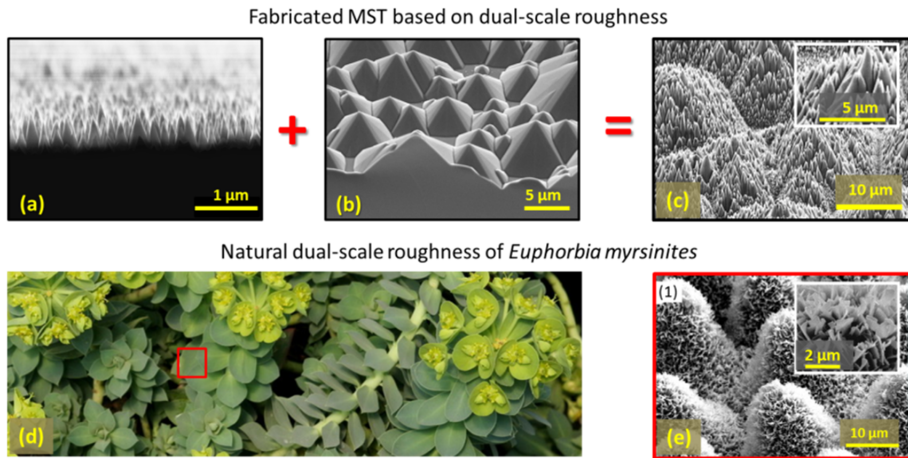 Fabricated MST based on dual-scale roughness
(a)
1 µm
+
(b)
5 µm
=
(c)
5 µm
10 µm
Natural dual-scale roughness of Euphorbia myrsinites
(d)
(1)
2 µm
(e)
10 µm